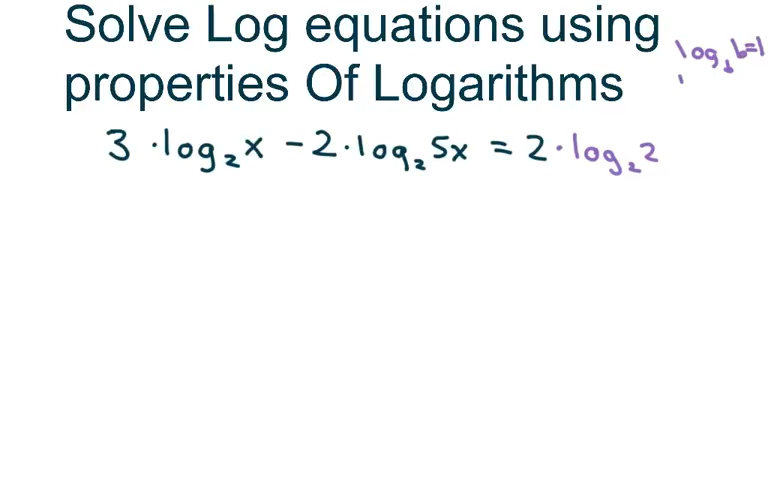 Solve Log equations using
properties Of Logarithms
log_b b=1
3 · log₂x − 2 · log₂5x = 2 · log₂2